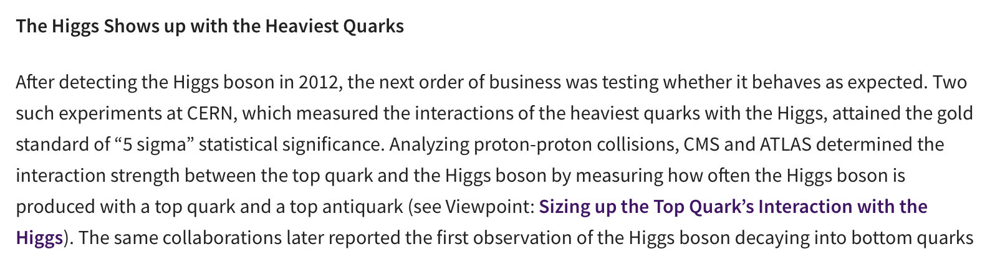 The Higgs Shows up with the Heaviest Quarks
After detecting the Higgs boson in 2012, the next order of business was testing whether it behaves as expected. Two
such experiments at CERN, which measured the interactions of the heaviest quarks with the Higgs, attained the gold
standard of “5 sigma” statistical significance. Analyzing proton-proton collisions, CMS and ATLAS determined the
interaction strength between the top quark and the Higgs boson by measuring how often the Higgs boson is
produced with a top quark and a top antiquark (see Viewpoint: Sizing up the Top Quark’s Interaction with the
Higgs). The same collaborations later reported the first observation of the Higgs boson decaying into bottom quarks